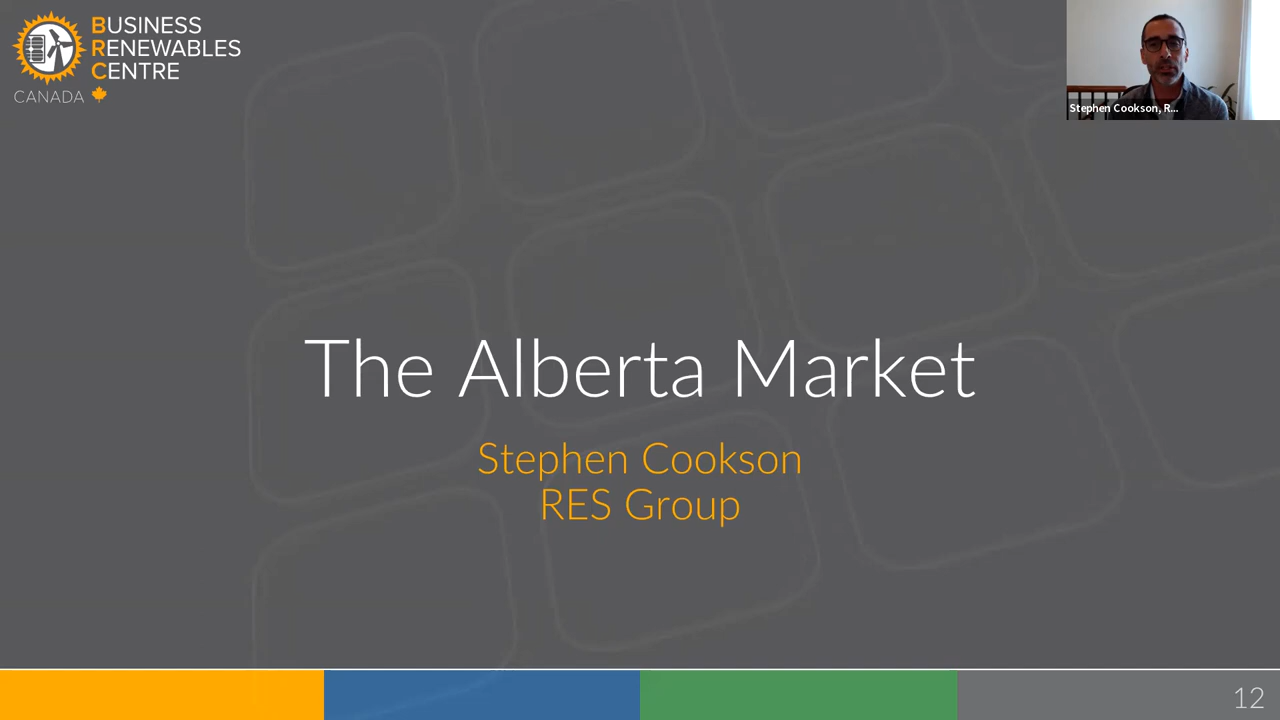 BUSINESS
RENEWABLES
CENTRE
CANADA
Stephen Cookson, R...
The Alberta Market
Stephen Cookson
RES Group
12